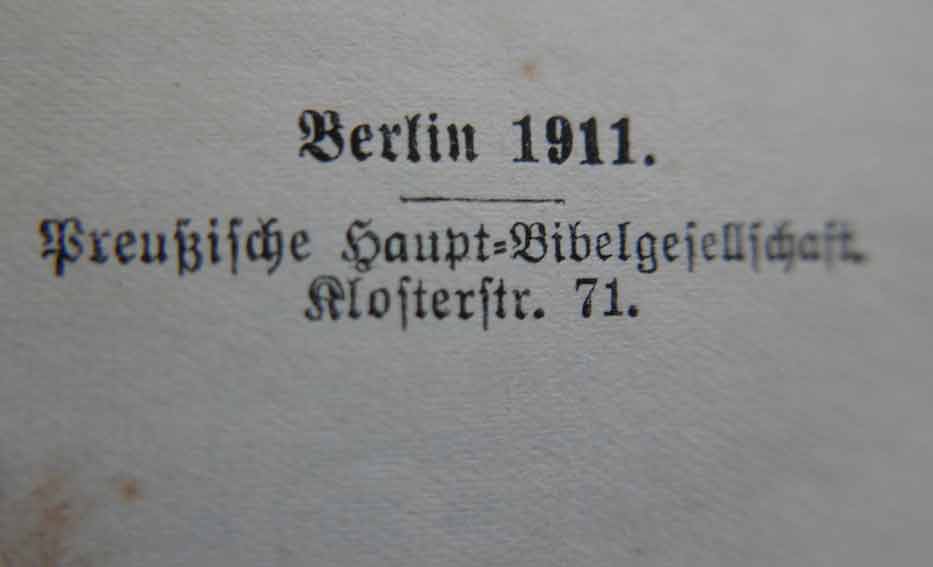 Berlin 1911.
Preußische Haupt-Bibelgesellschaft.
Klosterstr. 71.